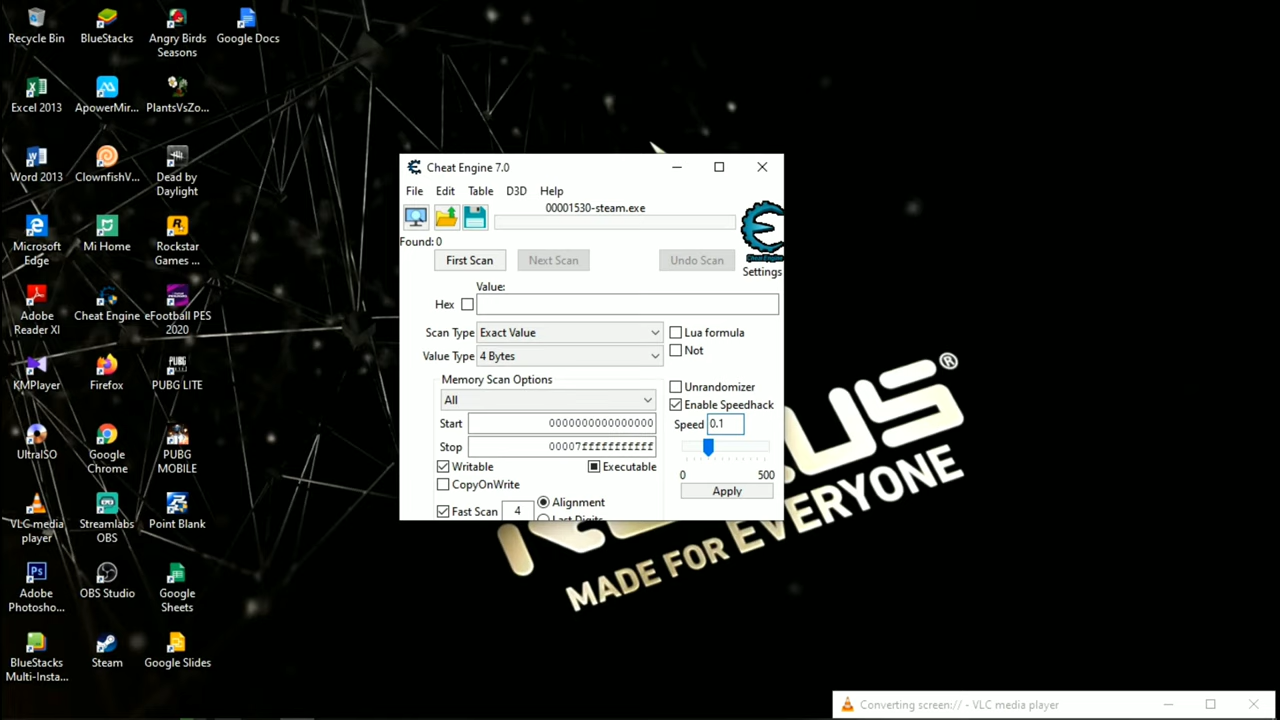 Recycle Bin
BlueStacks
Angry Birds
Seasons
Google Docs
Excel 2013
ApowerMir...
PlantsVsZo...
Word 2013
ClownfishV...
Dead by
Daylight
Microsoft
Edge
Mi Home
Rockstar
Games ...
Adobe
Reader XI
Cheat Engine
eFootball PES
2020
KMPlayer
Firefox
PUBG LITE
UltraISO
Google
Chrome
PUBG
MOBILE
VLC media
player
Streamlabs
OBS
Point Blank
Adobe
Photosho...
OBS Studio
Google
Sheets
BlueStacks
Multi-Insta...
Steam
Google Slides
Cheat Engine 7.0
File Edit Table D3D Help
00001530-steam.exe
Found: 0
First Scan Next Scan Undo Scan
Cheat Engine
Settings
Value:
Hex
Scan Type Exact Value Lua formula
Not
Value Type 4 Bytes
Memory Scan Options
All
Unrandomizer
Enable Speedhack
Start 0000000000000000
Speed 0.1
Stop 00007fffffffffff
Writable Executable
0 500
CopyOnWrite
Apply
Fast Scan 4 Alignment
Last Digits
®
MADE FOR EVERYONE
Converting screen:// - VLC media player